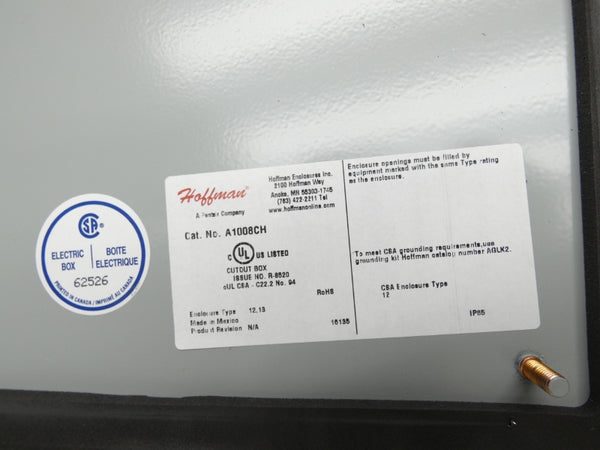 Hoffman®
A Pentair Company
Hoffman Enclosures Inc.
2100 Hoffman Way
Anoka, MN 55303-1745
(763) 422-2211 Tel
www.hoffmanonline.com
Cat. No. A1008CH
C UL US LISTED
CUTOUT BOX
ISSUE NO. R-8520
cUL CSA - C22.2 No. 94
RoHS
Enclosure Type 12,13
Made in Mexico
Product Revision N/A
16135
Enclosure openings must be filled by
equipment marked with the same Type rating
as the enclosure.
To meet CSA grounding requirements,use
grounding kit Hoffman catalog number AGLK2.
CSA Enclosure Type
12
IP65
SA
ELECTRIC BOX
BOITE ELECTRIQUE
62526
PRINTED IN CANADA / IMPRIMÉ AU CANADA